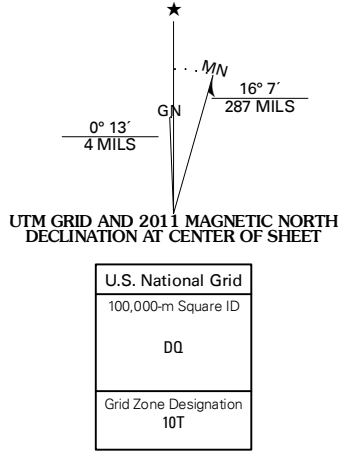 ★
MN
GN
16° 7´
287 MILS
0° 13´
4 MILS
UTM GRID AND 2011 MAGNETIC NORTH
DECLINATION AT CENTER OF SHEET
U.S. National Grid
100,000-m Square ID
DQ
Grid Zone Designation
10T